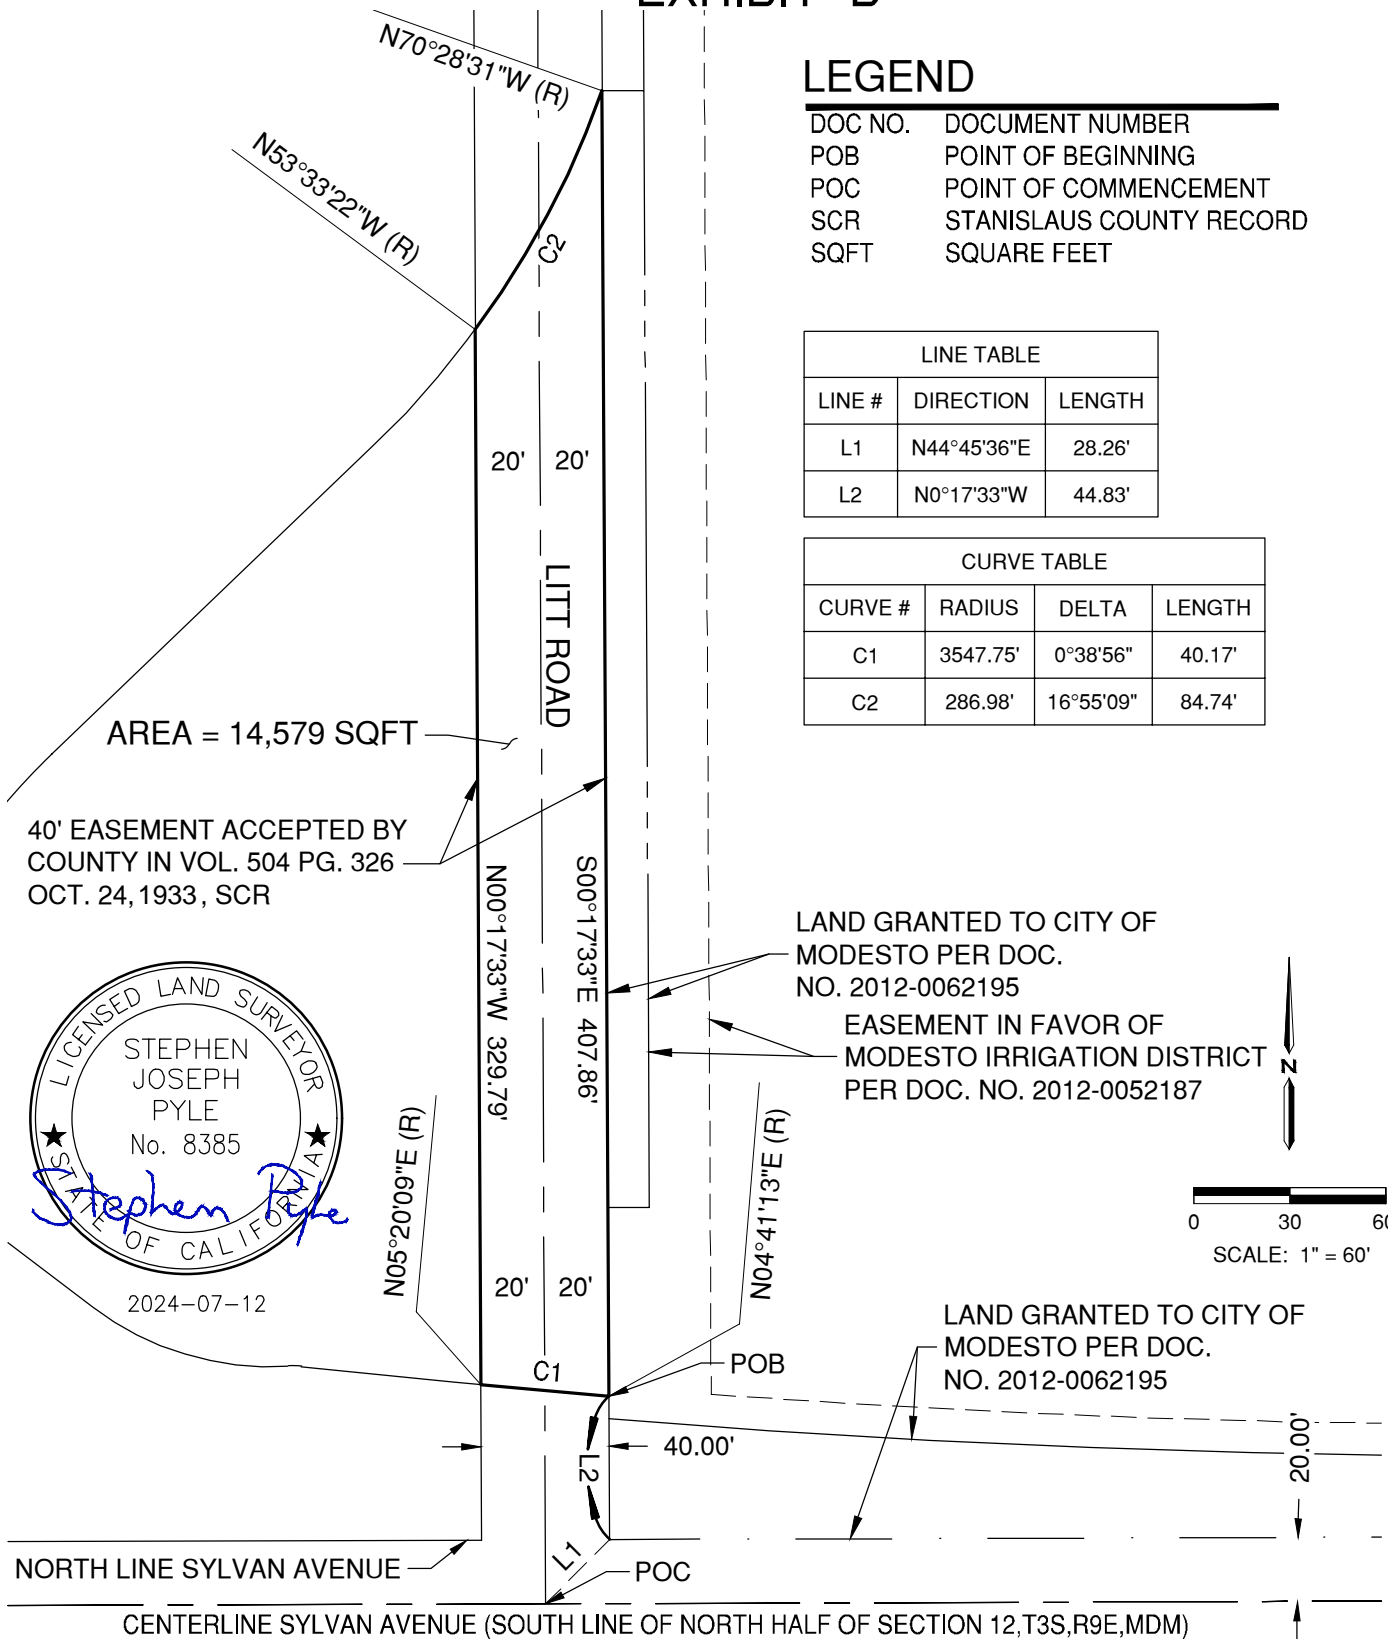 EXHIBIT "B"
N70°28'31"W (R)
N53°33'22"W (R)
C2
LEGEND
DOC NO. DOCUMENT NUMBER
POB POINT OF BEGINNING
POC POINT OF COMMENCEMENT
SCR STANISLAUS COUNTY RECORD
SQFT SQUARE FEET
LINE TABLE
LINE # DIRECTION LENGTH
L1 N44°45'36"E 28.26'
L2 N0°17'33"W 44.83'
CURVE TABLE
CURVE # RADIUS DELTA LENGTH
C1 3547.75' 0°38'56" 40.17'
C2 286.98' 16°55'09" 84.74'
20' 20'
LITT ROAD
AREA = 14,579 SQFT
40' EASEMENT ACCEPTED BY
COUNTY IN VOL. 504 PG. 326
OCT. 24,1933, SCR
N00°17'33"W 329.79'
S00°17'33"E 407.86'
LAND GRANTED TO CITY OF
MODESTO PER DOC.
NO. 2012-0062195
EASEMENT IN FAVOR OF
MODESTO IRRIGATION DISTRICT
PER DOC. NO. 2012-0052187
LICENSED LAND SURVEYOR
STEPHEN
JOSEPH
PYLE
No. 8385
STATE OF CALIFORNIA
Stephen Pyle
2024-07-12
N05°20'09"E (R)
N04°41'13"E (R)
N
0 30 60
SCALE: 1" = 60'
20' 20'
C1
POB
LAND GRANTED TO CITY OF
MODESTO PER DOC.
NO. 2012-0062195
40.00'
L2
20.00'
L1
NORTH LINE SYLVAN AVENUE
POC
CENTERLINE SYLVAN AVENUE (SOUTH LINE OF NORTH HALF OF SECTION 12,T3S,R9E,MDM)